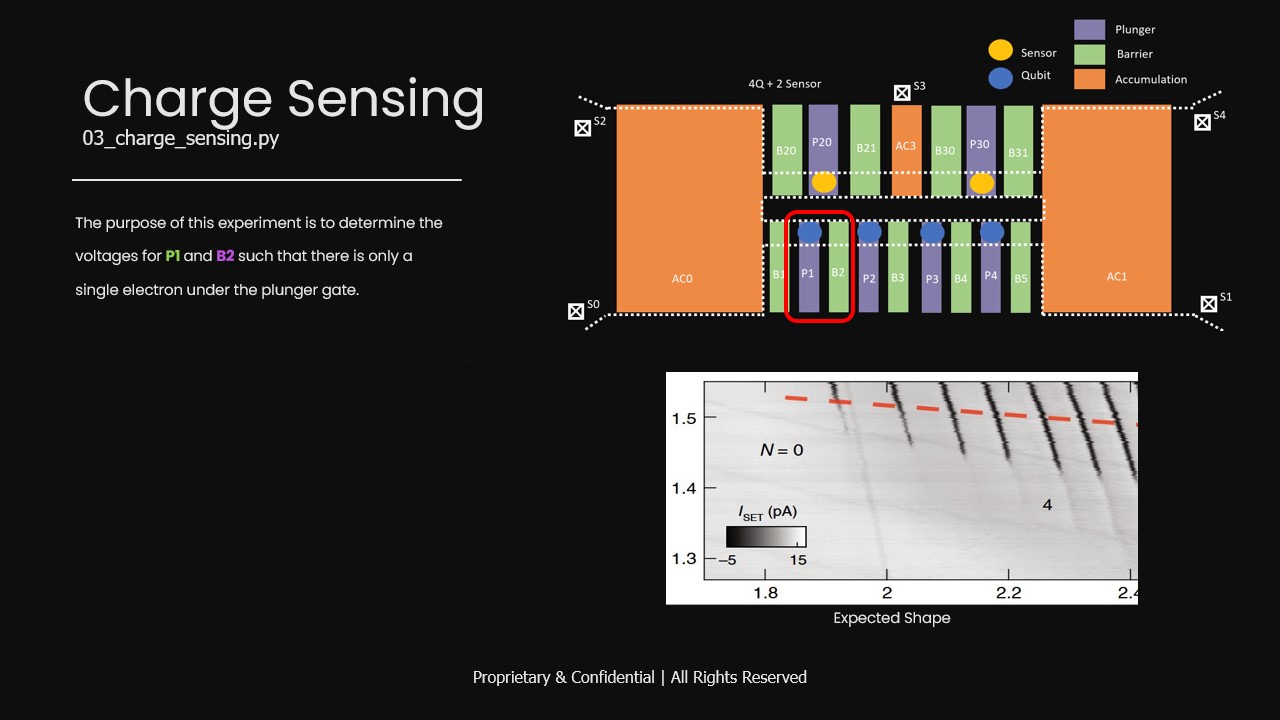 Charge Sensing
03_charge_sensing.py
The purpose of this experiment is to determine the
voltages for P1 and B2 such that there is only a
single electron under the plunger gate.
Sensor
Qubit
Plunger
Barrier
Accumulation
4Q + 2 Sensor
S3
S2
S4
B20
P20
B21
AC3
B30
P30
B31
AC0
B1
P1
B2
P2
B3
P3
B4
P4
B5
AC1
S0
S1
1.5
N = 0
1.4
4
I SET (pA)
–5 15
1.3
1.8 2 2.2 2.4
Expected Shape
Proprietary & Confidential | All Rights Reserved